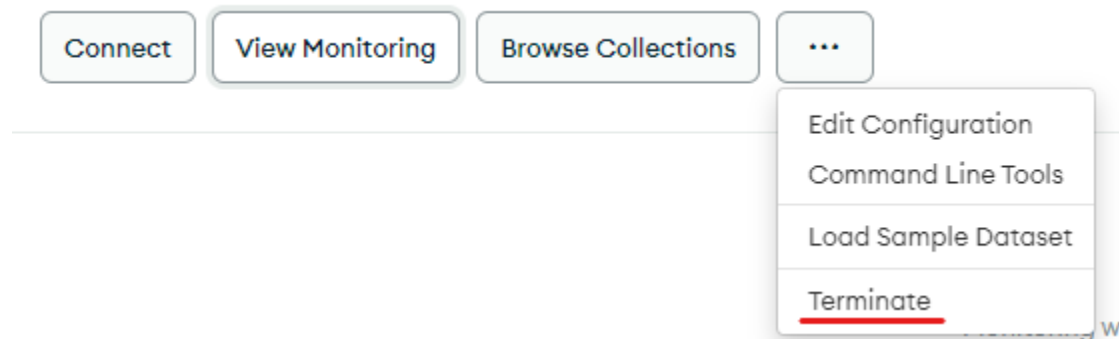 Connect View Monitoring Browse Collections ...
Edit Configuration
Command Line Tools
Load Sample Dataset
Terminate